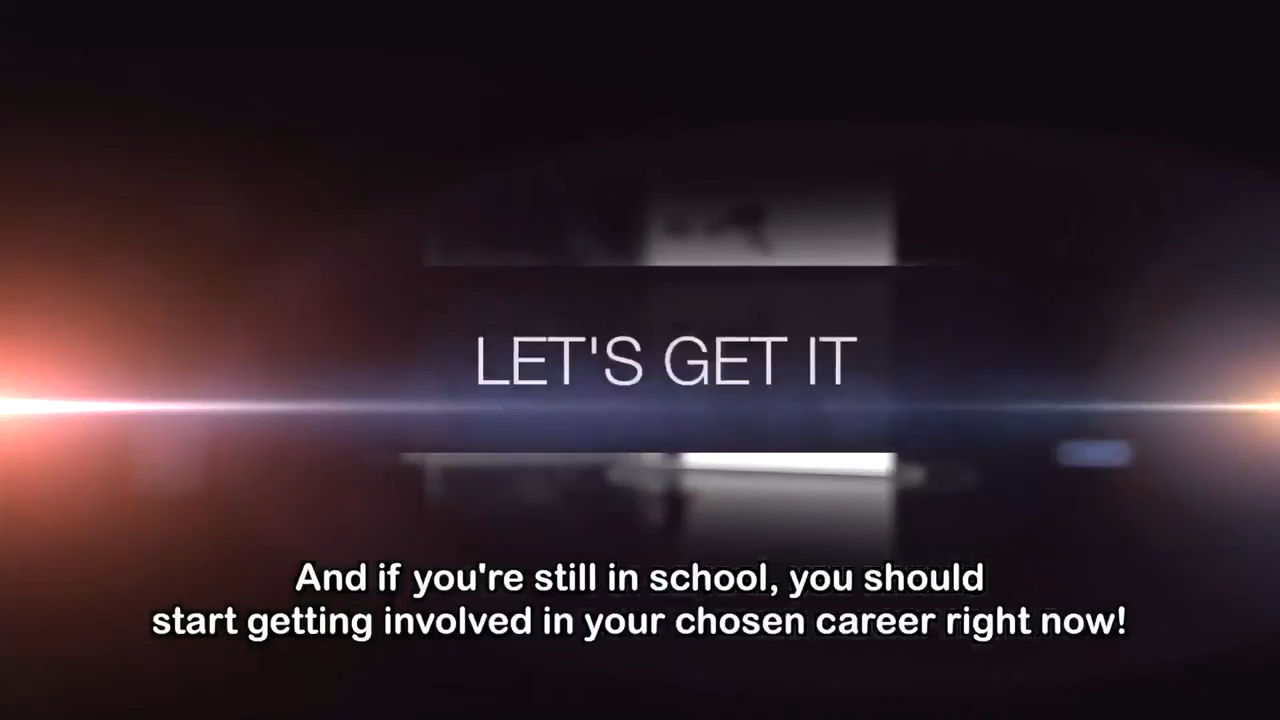 LET'S GET IT
And if you're still in school, you should
start getting involved in your chosen career right now!